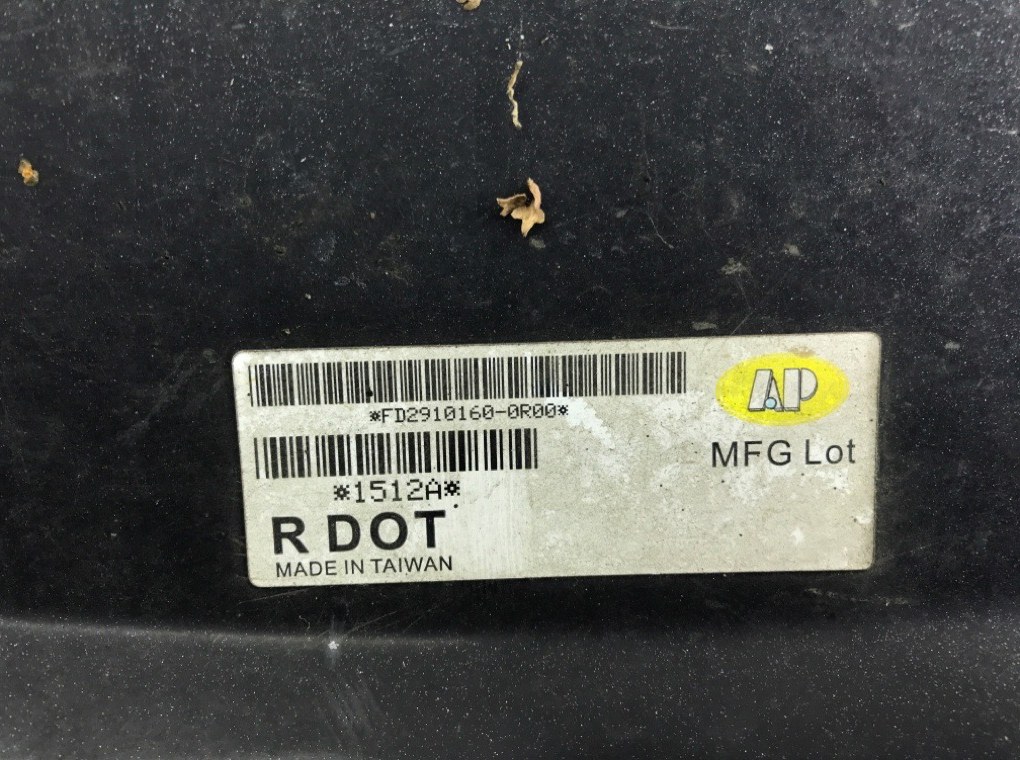 *FD2910160-0R00*
AP
MFG Lot
*1512A*
R DOT
MADE IN TAIWAN